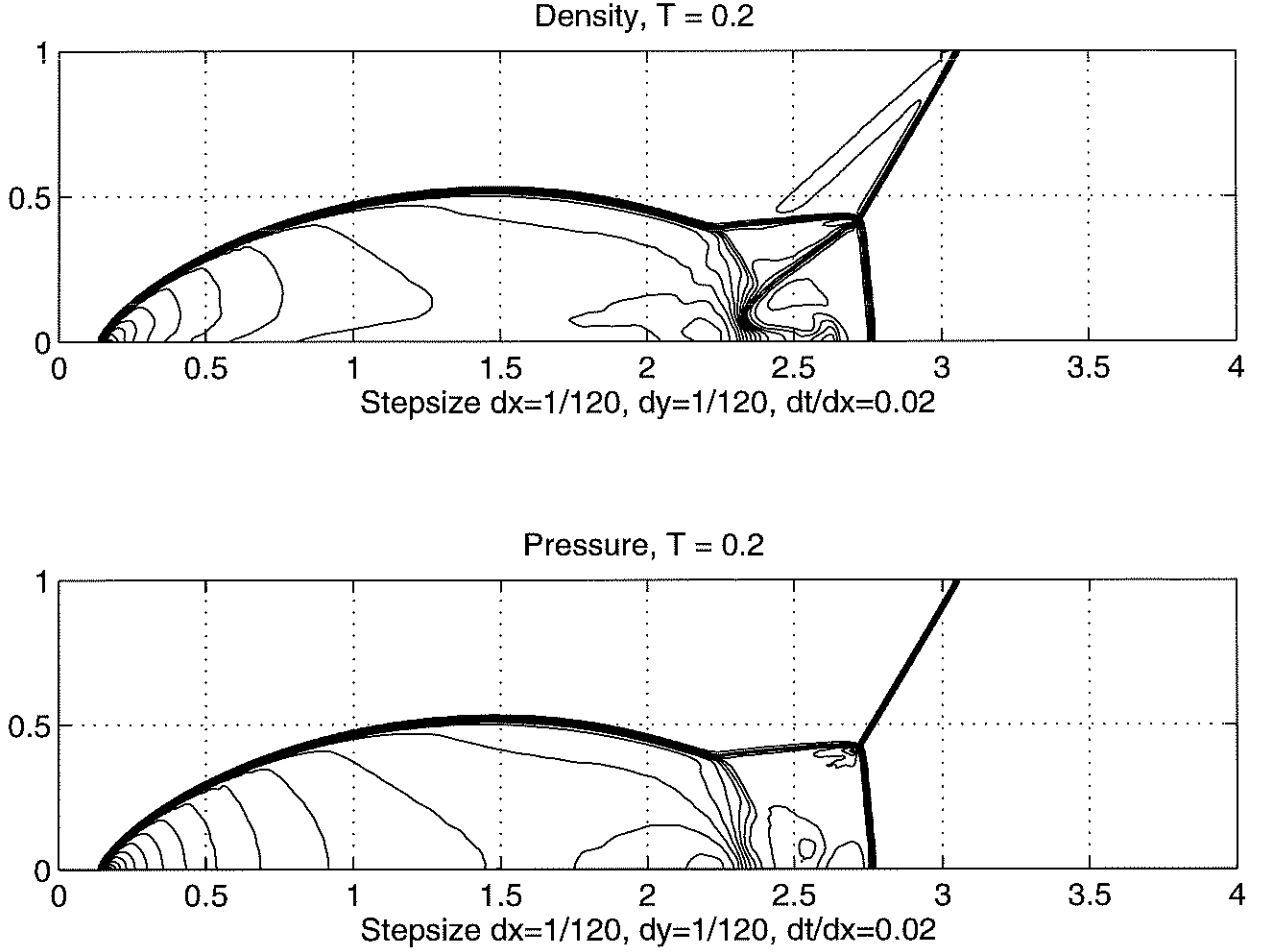 Density, T = 0.2
1
0.5
0
0 0.5 1 1.5 2 2.5 3 3.5 4
Stepsize dx=1/120, dy=1/120, dt/dx=0.02
Pressure, T = 0.2
1
0.5
0
0 0.5 1 1.5 2 2.5 3 3.5 4
Stepsize dx=1/120, dy=1/120, dt/dx=0.02